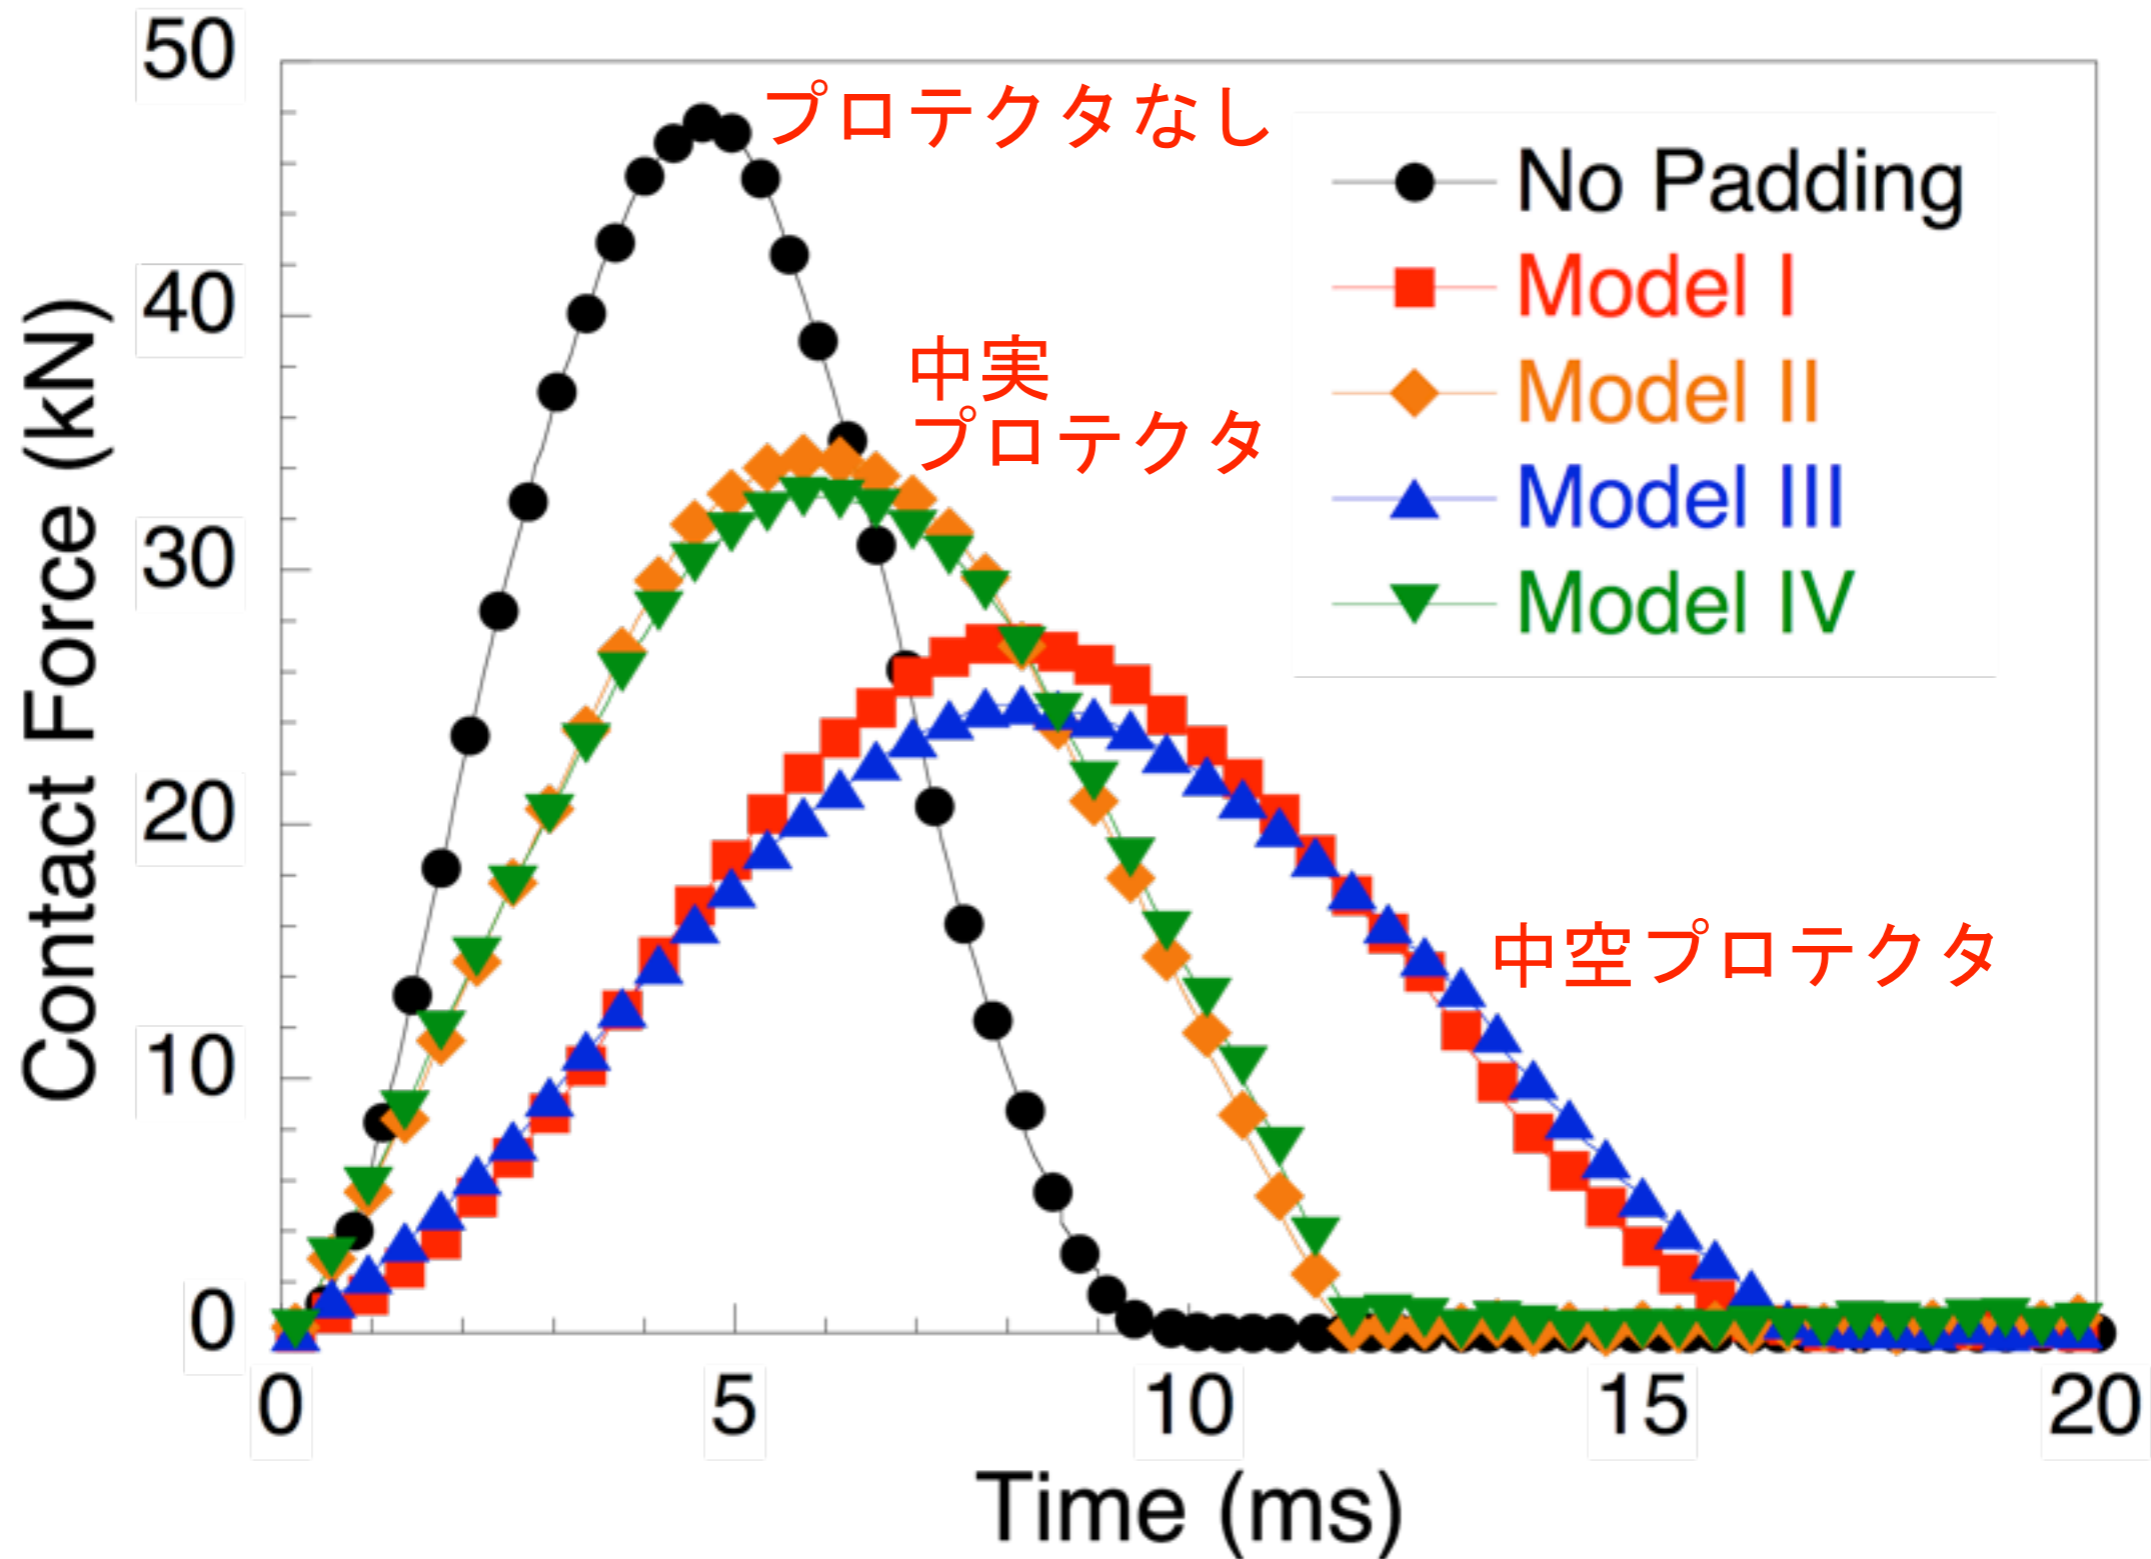 50
40
30
20
10
0
Contact Force (kN)
プロテクタなし
中実
プロテクタ
中空プロテクタ
No Padding
Model I
Model II
Model III
Model IV
0
5
10
15
20
Time (ms)